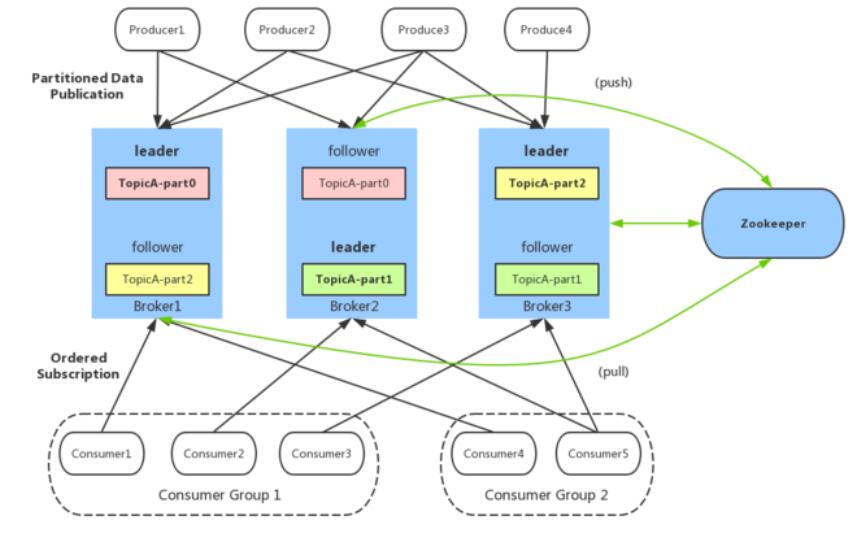 Producer1
Producer2
Produce3
Produce4
Partitioned Data
Publication
(push)
leader
follower
leader
TopicA-part0
TopicA-part0
TopicA-part2
Zookeeper
follower
leader
follower
TopicA-part2
TopicA-part1
TopicA-part1
Broker1
Broker2
Broker3
Ordered
Subscription
(pull)
Consumer1
Consumer2
Consumer3
Consumer4
Consumer5
Consumer Group 1
Consumer Group 2